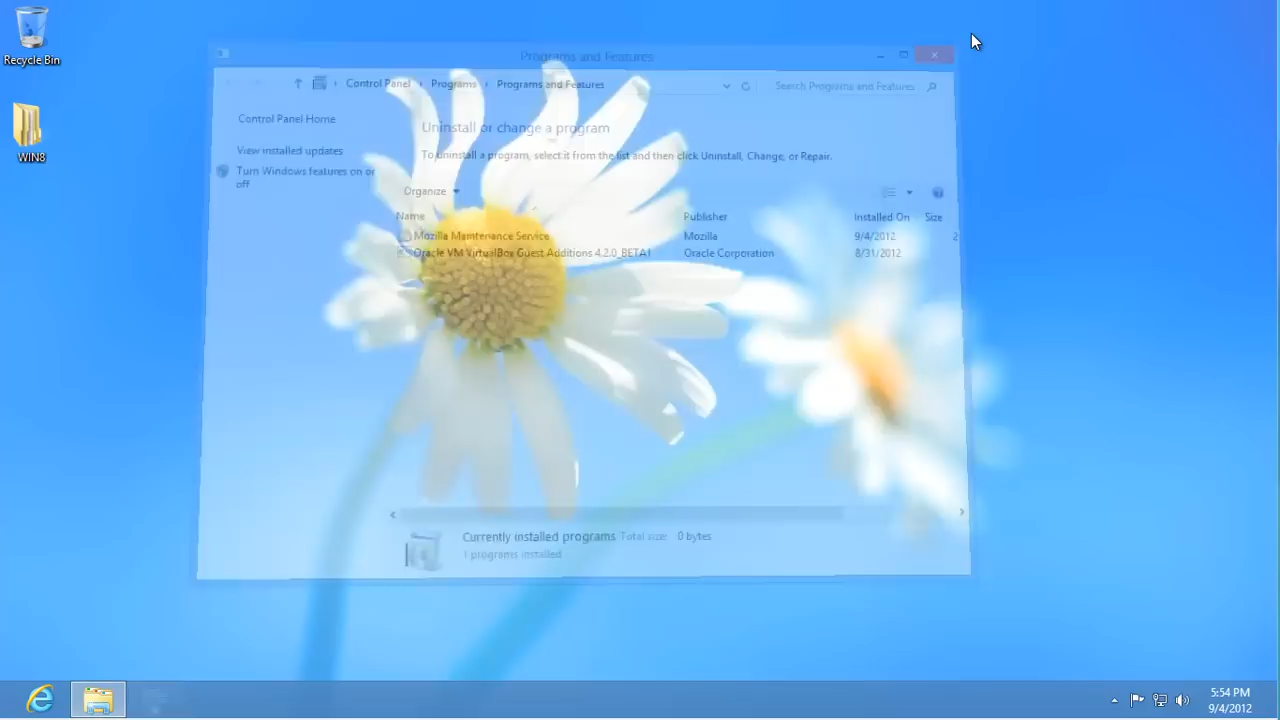 Recycle Bin
WIN8
Programs and Features
Control Panel Programs Programs and Features
Search Programs and Features
Control Panel Home
View installed updates
Turn Windows features on or off
Uninstall or change a program
To uninstall a program, select it from the list and then click Uninstall, Change, or Repair.
Organize
Name Publisher Installed On Size
Mozilla Maintenance Service Mozilla 9/4/2012 2
Oracle VM VirtualBox Guest Additions 4.2.0_BETA1 Oracle Corporation 8/31/2012
Currently installed programs Total size: 0 bytes
1 programs installed
5:54 PM
9/4/2012